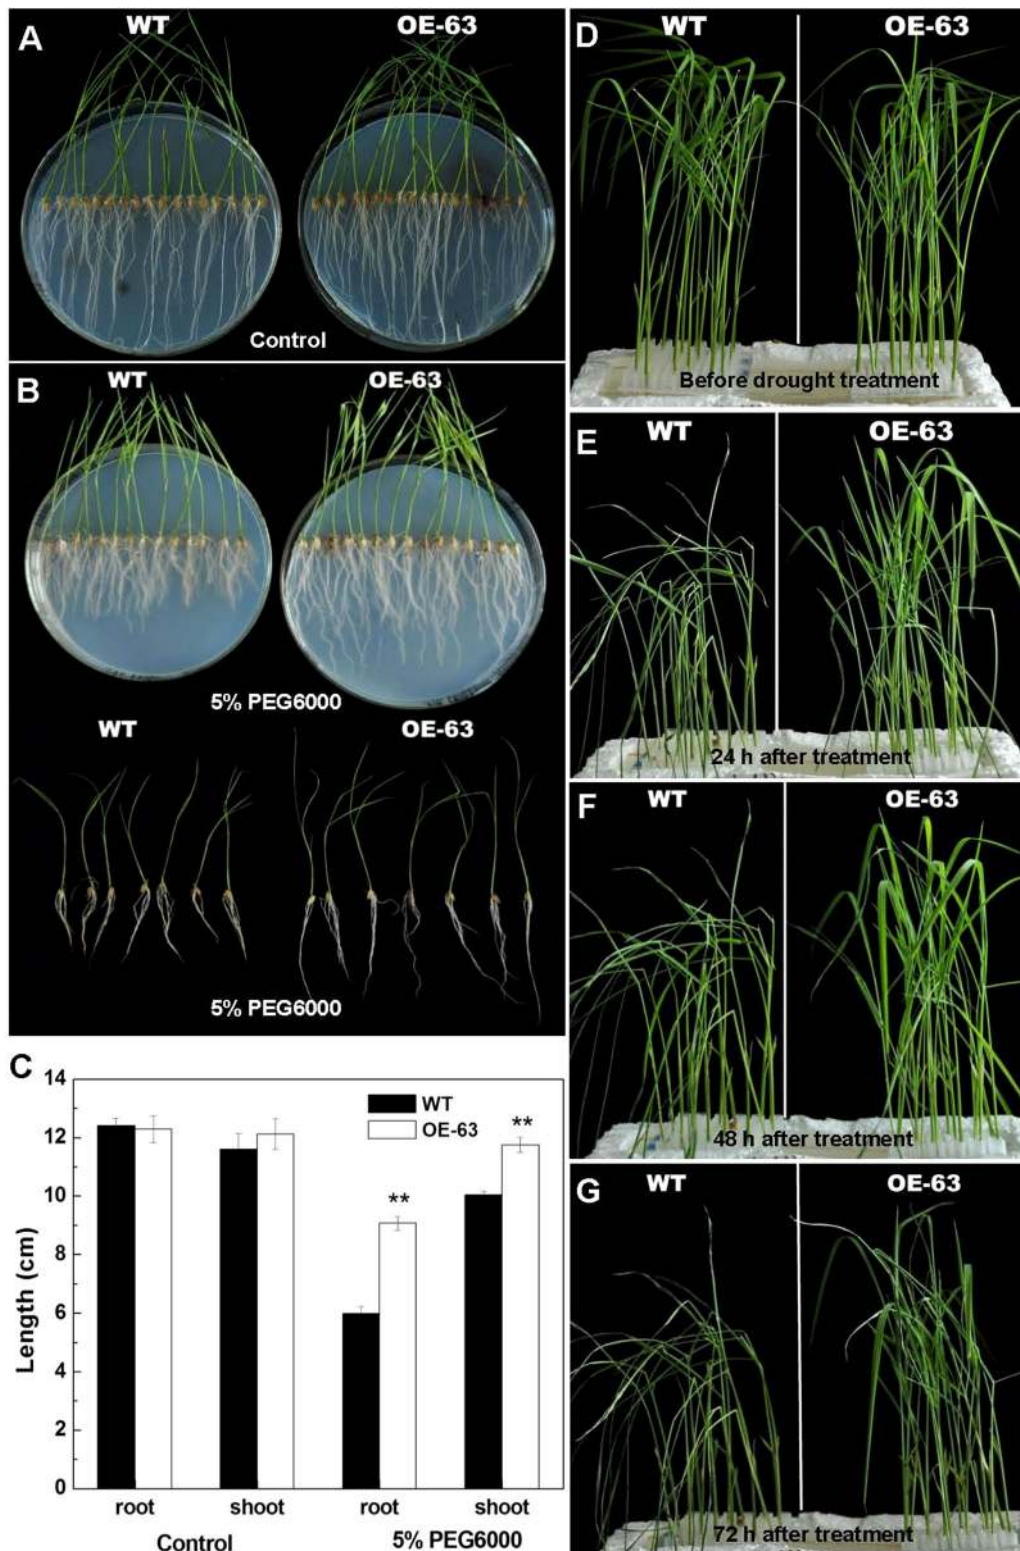 A
WT
OE-63
Control
B
WT
OE-63
5% PEG6000
WT
OE-63
5% PEG6000
C
14
12
10
8
6
4
2
0
Length (cm)
WT
OE-63
**
**
root
shoot
root
shoot
Control
5% PEG6000
D
WT
OE-63
Before drought treatment
E
WT
OE-63
24 h after treatment
F
WT
OE-63
48 h after treatment
G
WT
OE-63
72 h after treatment